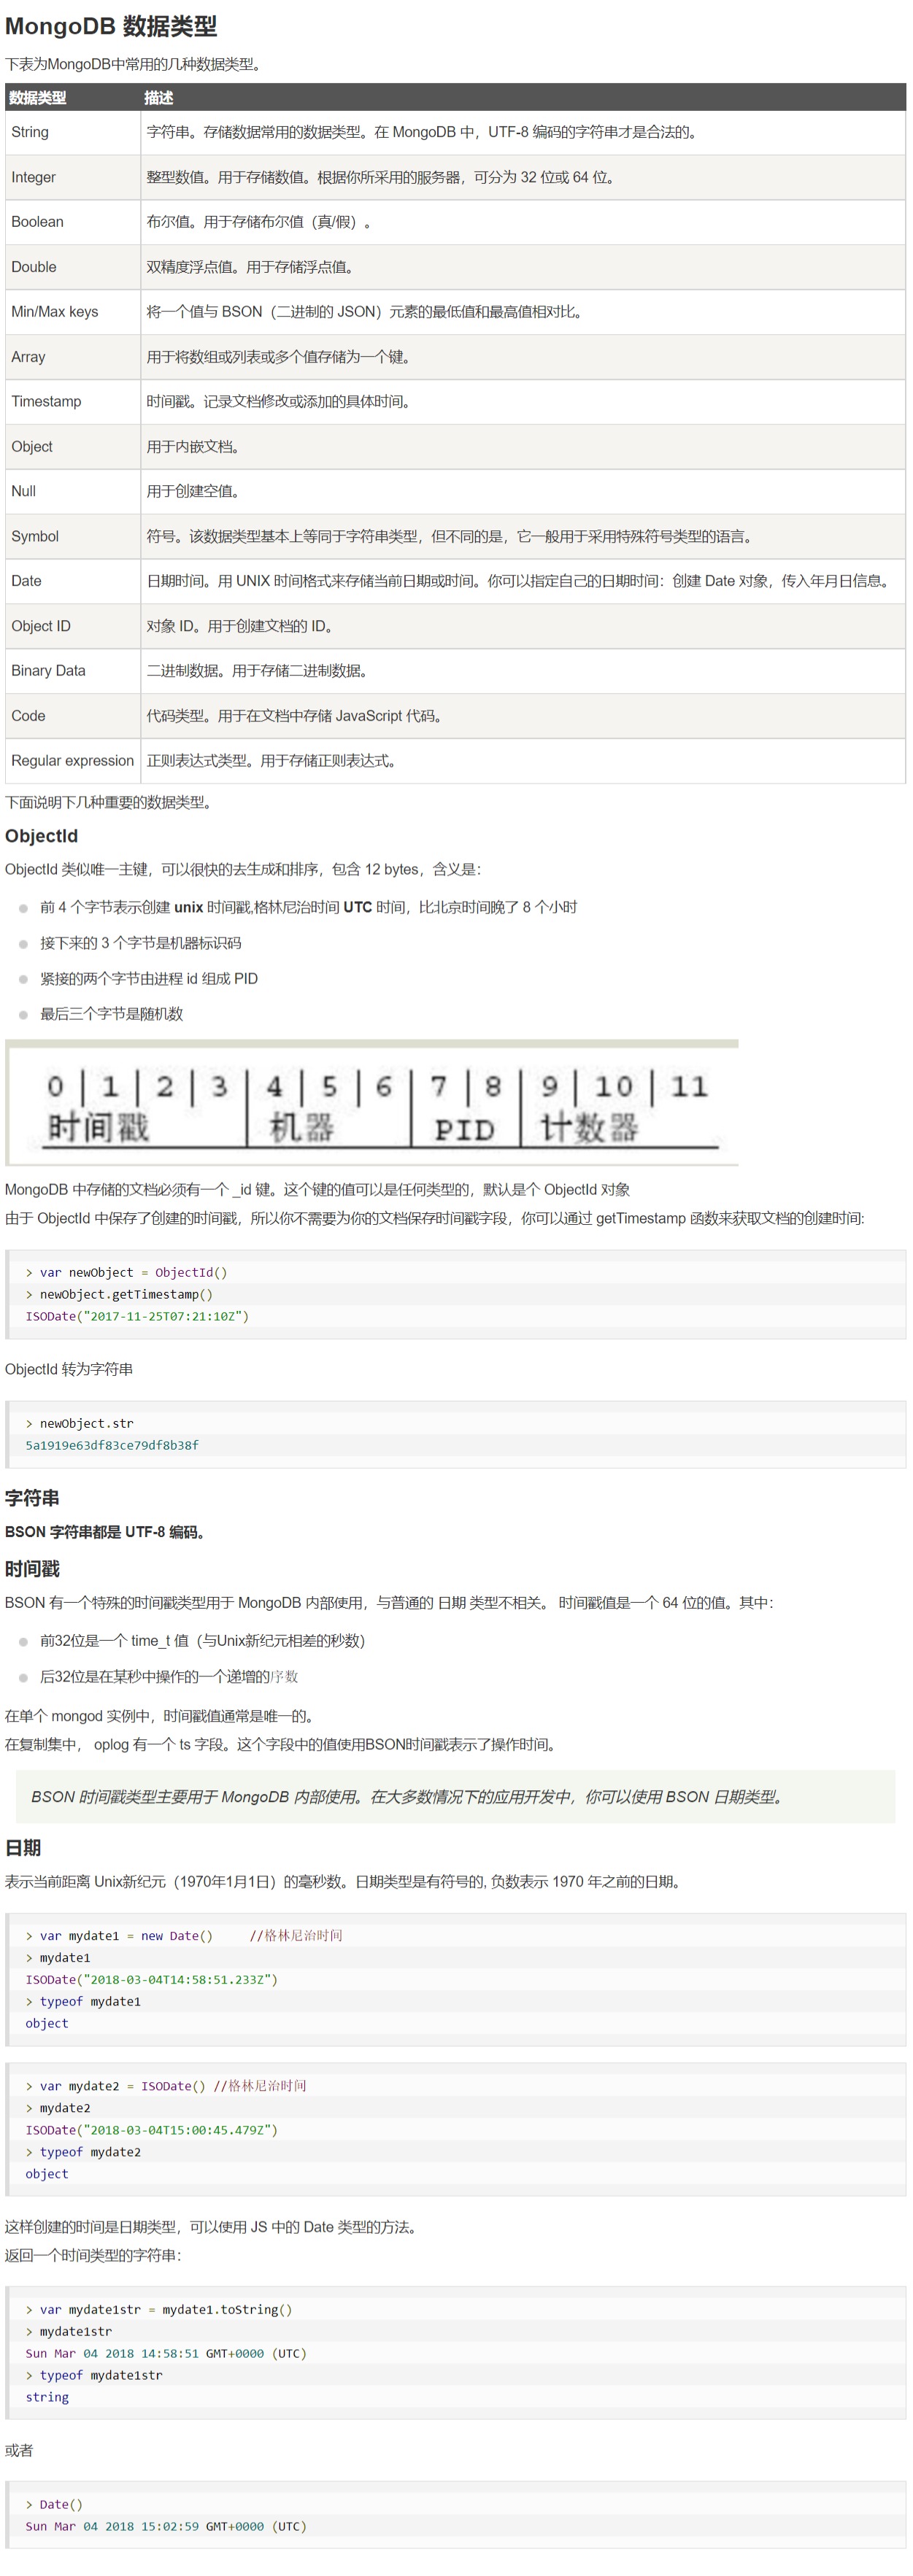 MongoDB 数据类型
下表为MongoDB中常用的几种数据类型。
数据类型 描述
String 字符串。存储数据常用的数据类型。在 MongoDB 中，UTF-8 编码的字符串才是合法的。
Integer 整型数值。用于存储数值。根据你所采用的服务器，可分为 32 位或 64 位。
Boolean 布尔值。用于存储布尔值（真/假）。
Double 双精度浮点值。用于存储浮点值。
Min/Max keys 将一个值与 BSON（二进制的 JSON）元素的最低值和最高值相对比。
Array 用于将数组或列表或多个值存储为一个键。
Timestamp 时间戳。记录文档修改或添加的具体时间。
Object 用于内嵌文档。
Null 用于创建空值。
Symbol 符号。该数据类型基本上等同于字符串类型，但不同的是，它一般用于采用特殊符号类型的语言。
Date 日期时间。用 UNIX 时间格式来存储当前日期或时间。你可以指定自己的日期时间：创建 Date 对象，传入年月日信息。
Object ID 对象 ID。用于创建文档的 ID。
Binary Data 二进制数据。用于存储二进制数据。
Code 代码类型。用于在文档中存储 JavaScript 代码。
Regular expression 正则表达式类型。用于存储正则表达式。
下面说明下几种重要的数据类型。
ObjectId
ObjectId 类似唯一主键，可以很快的去生成和排序，包含 12 bytes，含义是：
前 4 个字节表示创建 unix 时间戳,格林尼治时间 UTC 时间，比北京时间晚了 8 个小时
接下来的 3 个字节是机器标识码
紧接的两个字节由进程 id 组成 PID
最后三个字节是随机数
0 | 1 | 2 | 3 | 4 | 5 | 6 | 7 | 8 | 9 | 10 | 11
时间戳 机器 PID 计数器
MongoDB 中存储的文档必须有一个 _id 键。这个键的值可以是任何类型的，默认是个 ObjectId 对象
由于 ObjectId 中保存了创建的时间戳，所以你不需要为你的文档保存时间戳字段，你可以通过 getTimestamp 函数来获取文档的创建时间:
> var newObject = ObjectId()
> newObject.getTimestamp()
ISODate("2017-11-25T07:21:10Z")
ObjectId 转为字符串
> newObject.str
5a1919e63df83ce79df8b38f
字符串
BSON 字符串都是 UTF-8 编码。
时间戳
BSON 有一个特殊的时间戳类型用于 MongoDB 内部使用，与普通的 日期 类型不相关。 时间戳值是一个 64 位的值。其中：
前32位是一个 time_t 值（与Unix新纪元相差的秒数）
后32位是在某秒中操作的一个递增的序数
在单个 mongod 实例中，时间戳值通常是唯一的。
在复制集中， oplog 有一个 ts 字段。这个字段中的值使用BSON时间戳表示了操作时间。
BSON 时间戳类型主要用于 MongoDB 内部使用。在大多数情况下的应用开发中，你可以使用 BSON 日期类型。
日期
表示当前距离 Unix新纪元（1970年1月1日）的毫秒数。日期类型是有符号的, 负数表示 1970 年之前的日期。
> var mydate1 = new Date() //格林尼治时间
> mydate1
ISODate("2018-03-04T14:58:51.233Z")
> typeof mydate1
object
> var mydate2 = ISODate() //格林尼治时间
> mydate2
ISODate("2018-03-04T15:00:45.479Z")
> typeof mydate2
object
这样创建的时间是日期类型，可以使用 JS 中的 Date 类型的方法。
返回一个时间类型的字符串：
> var mydate1str = mydate1.toString()
> mydate1str
Sun Mar 04 2018 14:58:51 GMT+0000 (UTC)
> typeof mydate1str
string
或者
> Date()
Sun Mar 04 2018 15:02:59 GMT+0000 (UTC)